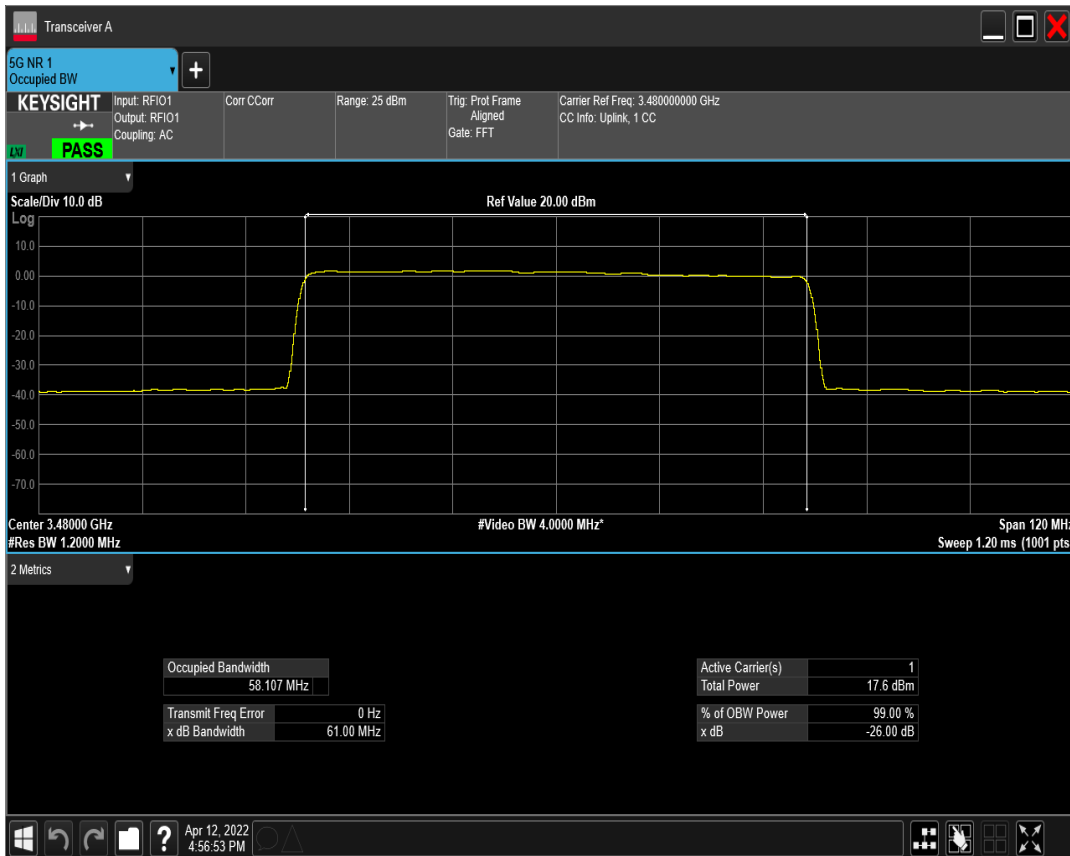 Transceiver A
5G NR 1
Occupied BW
+
KEYSIGHT
LXI
PASS
Input: RFIO1
Output: RFIO1
Coupling: AC
Corr CCorr
Range: 25 dBm
Trig: Prot Frame
Aligned
Gate: FFT
Carrier Ref Freq: 3.480000000 GHz
CC Info: Uplink, 1 CC
1 Graph
Scale/Div 10.0 dB
Ref Value 20.00 dBm
Log
10.0
0.00
-10.0
-20.0
-30.0
-40.0
-50.0
-60.0
-70.0
Center 3.48000 GHz
#Video BW 4.0000 MHz*
Span 120 MHz
#Res BW 1.2000 MHz
Sweep 1.20 ms (1001 pts
2 Metrics
Occupied Bandwidth
58.107 MHz
Transmit Freq Error 0 Hz
x dB Bandwidth 61.00 MHz
Active Carrier(s) 1
Total Power 17.6 dBm
% of OBW Power 99.00 %
x dB -26.00 dB
?
Apr 12, 2022
4:56:53 PM